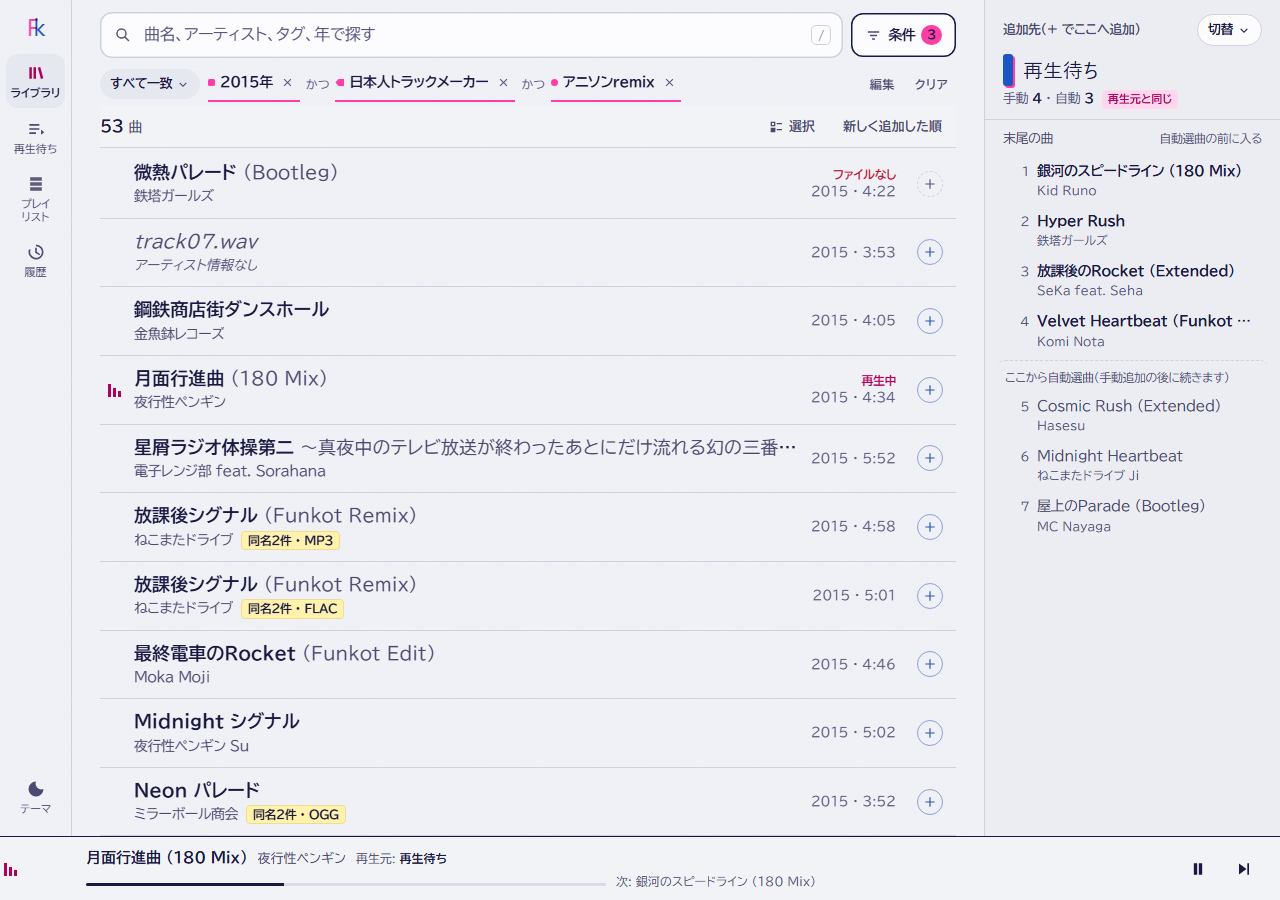 Fk
ライブラリ
再生待ち
プレイ
リスト
履歴
テーマ
曲名、アーティスト、タグ、年で探す
/
条件 3
すべて一致
2015年 × かつ 日本人トラックメーカー × かつ アニソンremix ×
編集 クリア
53 曲
選択 新しく追加した順
微熱パレード (Bootleg)
鉄塔ガールズ
ファイルなし
2015・4:22
track07.wav
アーティスト情報なし
2015・3:53
鋼鉄商店街ダンスホール
金魚鉢レコーズ
2015・4:05
月面行進曲 (180 Mix)
夜行性ペンギン
再生中
2015・4:34
星屑ラジオ体操第二 ～真夜中のテレビ放送が終わったあとにだけ流れる幻の三番…
電子レンジ部 feat. Sorahana
2015・5:52
放課後シグナル (Funkot Remix)
ねこまたドライブ 同名2件・MP3
2015・4:58
放課後シグナル (Funkot Remix)
ねこまたドライブ 同名2件・FLAC
2015・5:01
最終電車のRocket (Funkot Edit)
Moka Moji
2015・4:46
Midnight シグナル
夜行性ペンギン Su
2015・5:02
Neon パレード
ミラーボール商会 同名2件・OGG
2015・3:52
追加先(+ でここへ追加)
切替
再生待ち
手動 4・自動 3 再生元と同じ
末尾の曲 自動選曲の前に入る
1 銀河のスピードライン (180 Mix)
Kid Runo
2 Hyper Rush
鉄塔ガールズ
3 放課後のRocket (Extended)
SeKa feat. Seha
4 Velvet Heartbeat (Funkot …
Komi Nota
ここから自動選曲(手動追加の後に続きます)
5 Cosmic Rush (Extended)
Hasesu
6 Midnight Heartbeat
ねこまたドライブ Ji
7 屋上のParade (Bootleg)
MC Nayaga
月面行進曲 (180 Mix) 夜行性ペンギン 再生元: 再生待ち
次: 銀河のスピードライン (180 Mix)